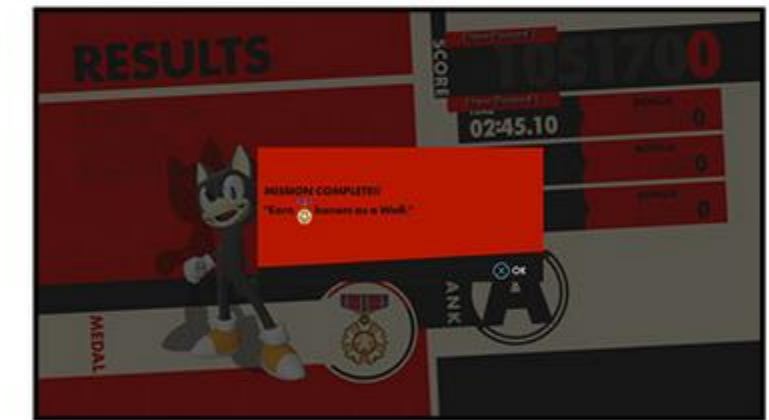 RESULTS
SCORE
1051700
02:45.10
0
0
0
MISSION COMPLETE!!
"Earn honors as a Wolf."
OK
MEDAL
ANK
A